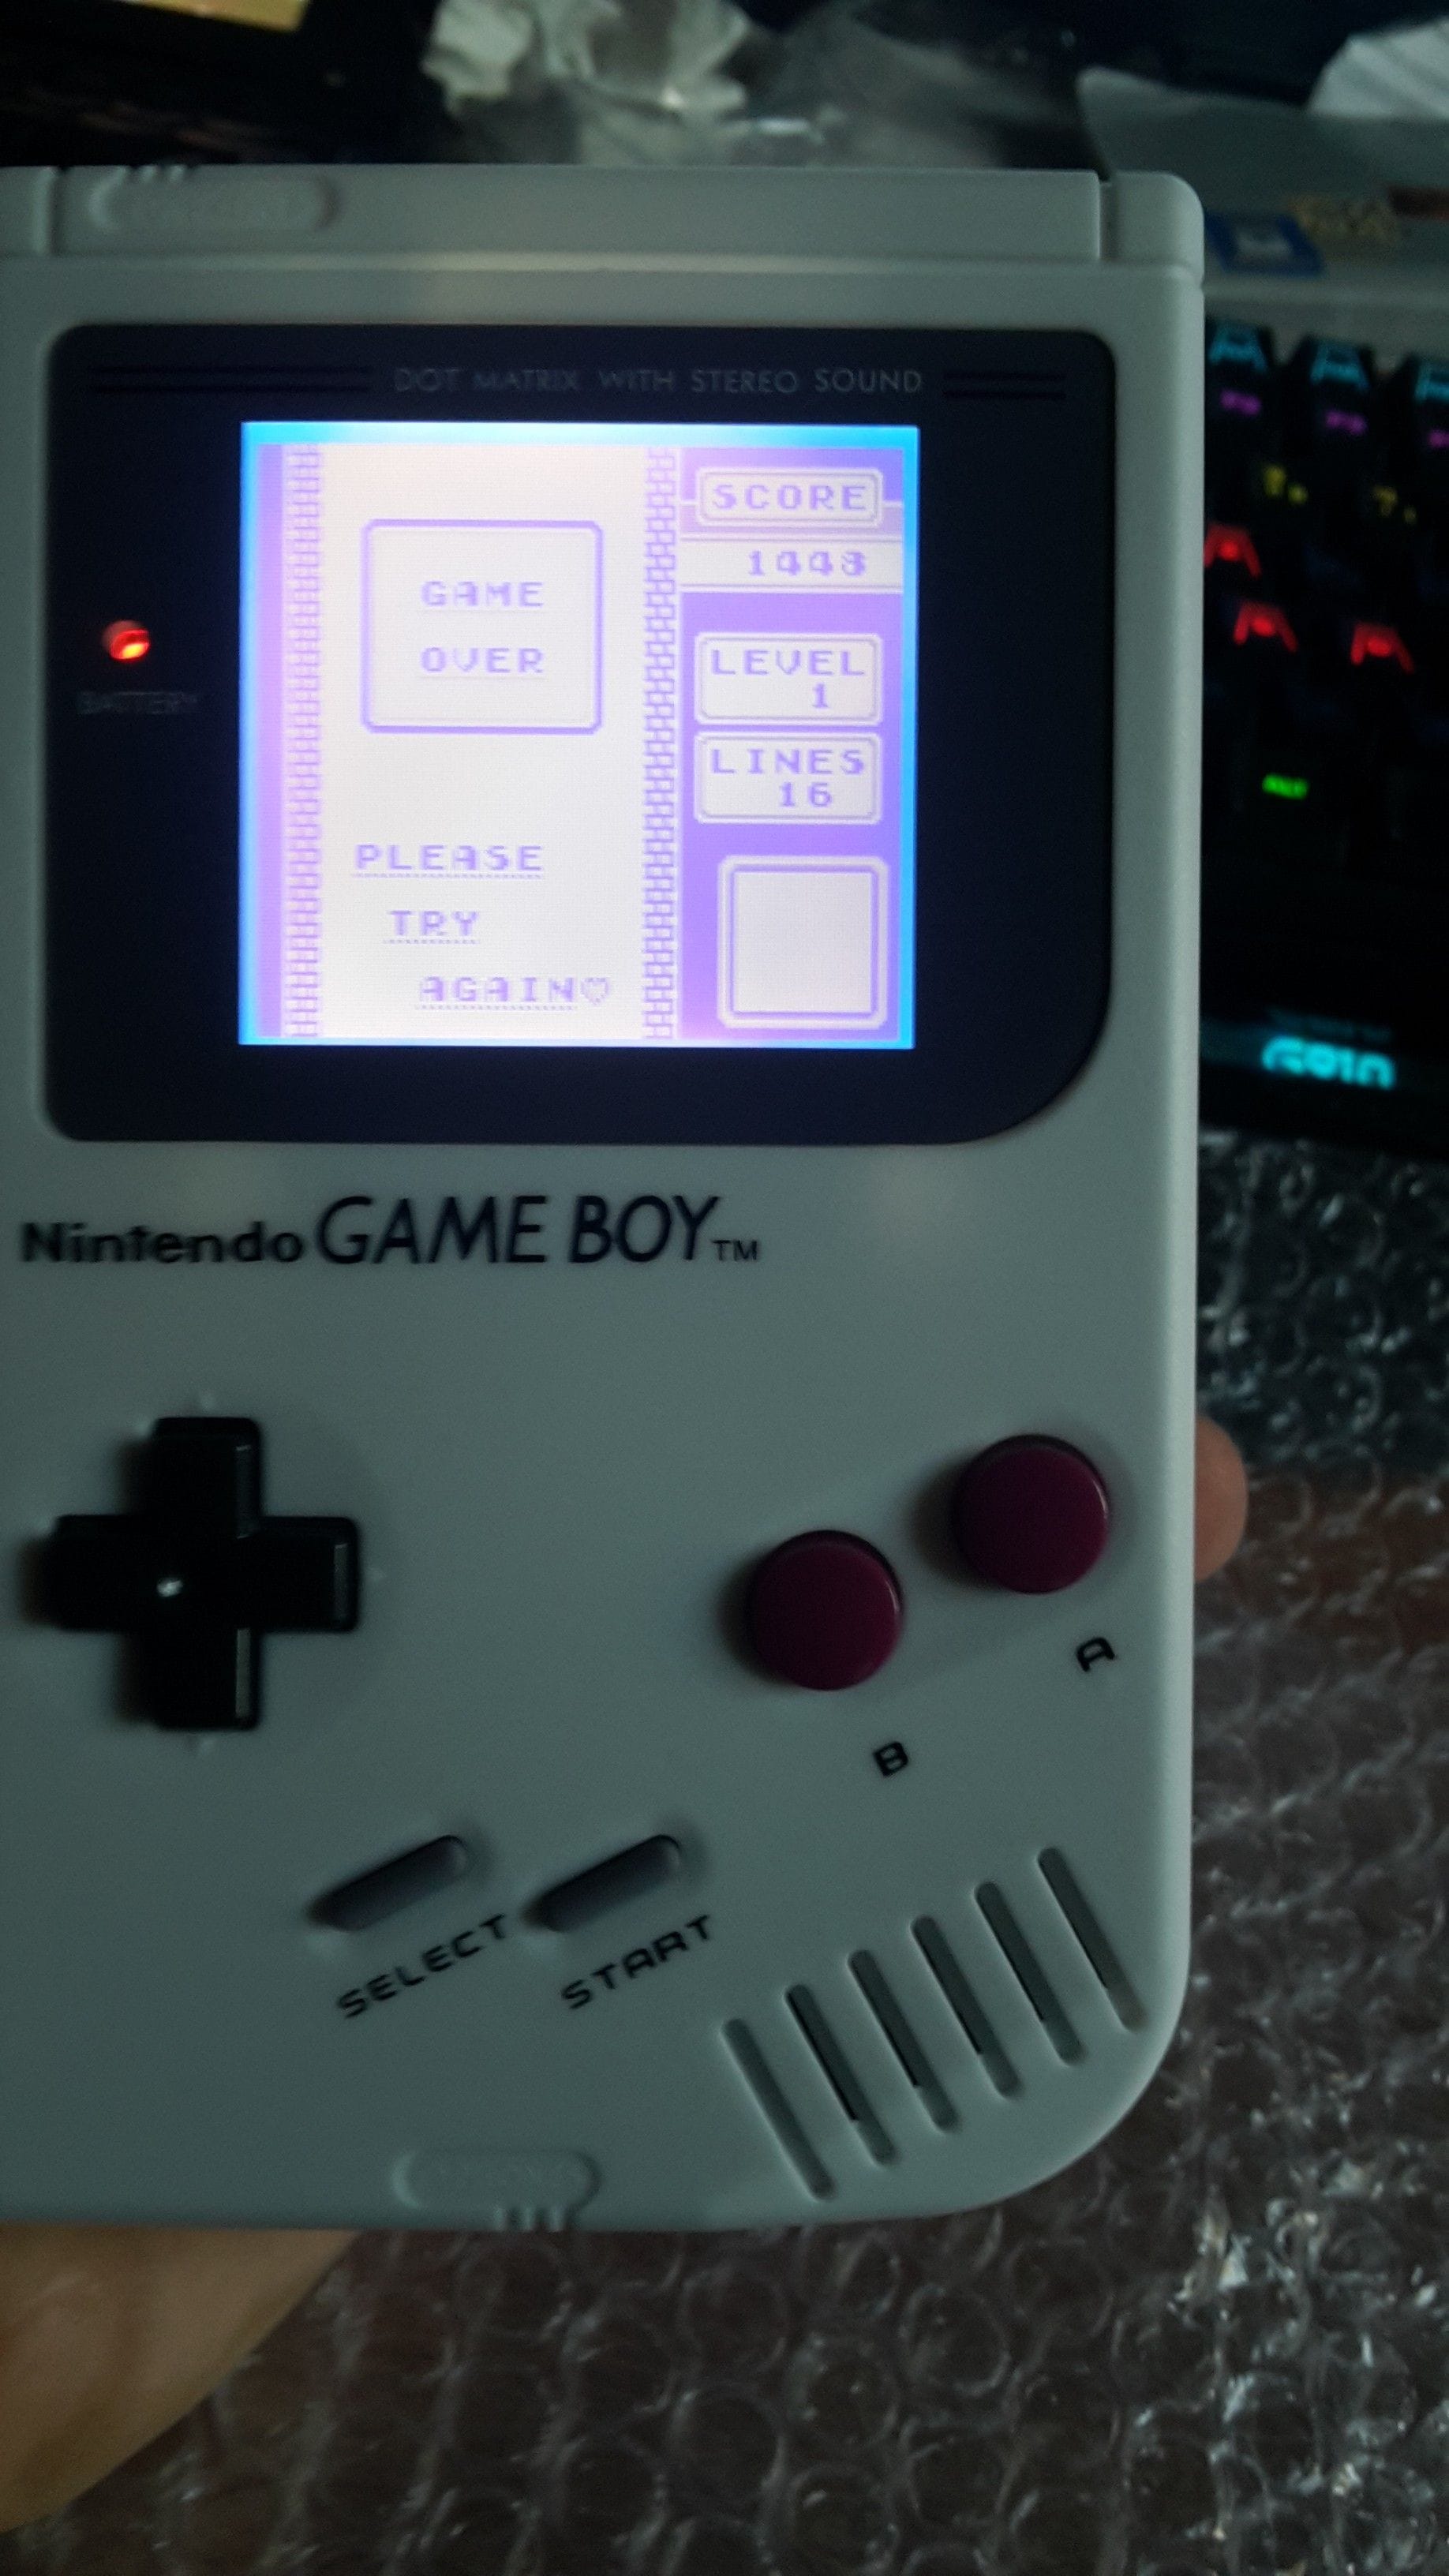 DOT MATRIX WITH STEREO SOUND
SCORE
1443
GAME
OVER
LEVEL
1
LINES
16
BATTERY
PLEASE
TRY
AGAIN♡
Nintendo GAME BOY™
A
B
SELECT
START